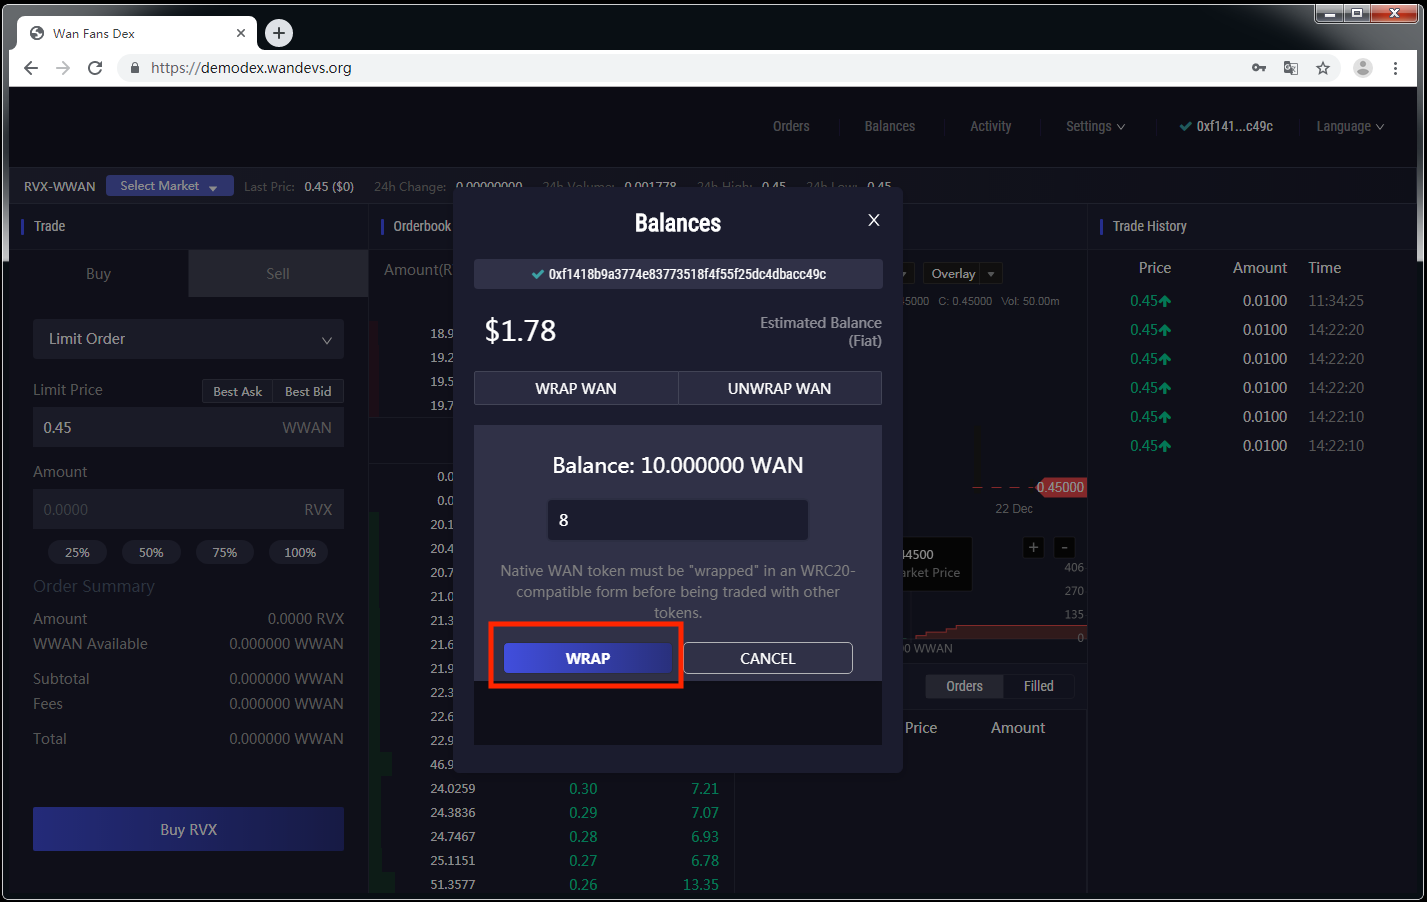 Wan Fans Dex
https://demodex.wandevs.org
Orders Balances Activity Settings 0xf141...c49c Language
RVX-WWAN Select Market Last Pric: 0.45 ($0) 24h Change: 0.00000000 24h Volume: 0.001778 24h High: 0.45 24h Low: 0.45
Trade
Buy Sell
Limit Order
Limit Price Best Ask Best Bid
0.45 WWAN
Amount
0.0000 RVX
25% 50% 75% 100%
Order Summary
Amount 0.0000 RVX
WWAN Available 0.000000 WWAN
Subtotal 0.000000 WWAN
Fees 0.000000 WWAN
Total 0.000000 WWAN
Buy RVX
Orderbook
Amount(R
18.9
19.2
19.5
19.7
0.0
0.0
20.1
20.4
20.7
21.0
21.3
21.6
21.9
22.3
22.6
22.9
46.9
24.0259 0.30 7.21
24.3836 0.29 7.07
24.7467 0.28 6.93
25.1151 0.27 6.78
51.3577 0.26 13.35
Balances X
0xf1418b9a3774e83773518f4f55f25dc4dbacc49c
$1.78 Estimated Balance
(Fiat)
WRAP WAN UNWRAP WAN
Balance: 10.000000 WAN
8
Native WAN token must be "wrapped" in an WRC20-
compatible form before being traded with other
tokens.
WRAP CANCEL
Overlay
C: 0.45000 Vol: 50.00m
0.45000
22 Dec
44500
arket Price
+ -
406
270
135
0
WWAN
Orders Filled
Price Amount
Trade History
Price Amount Time
0.45 0.0100 11:34:25
0.45 0.0100 14:22:20
0.45 0.0100 14:22:20
0.45 0.0100 14:22:20
0.45 0.0100 14:22:10
0.45 0.0100 14:22:10